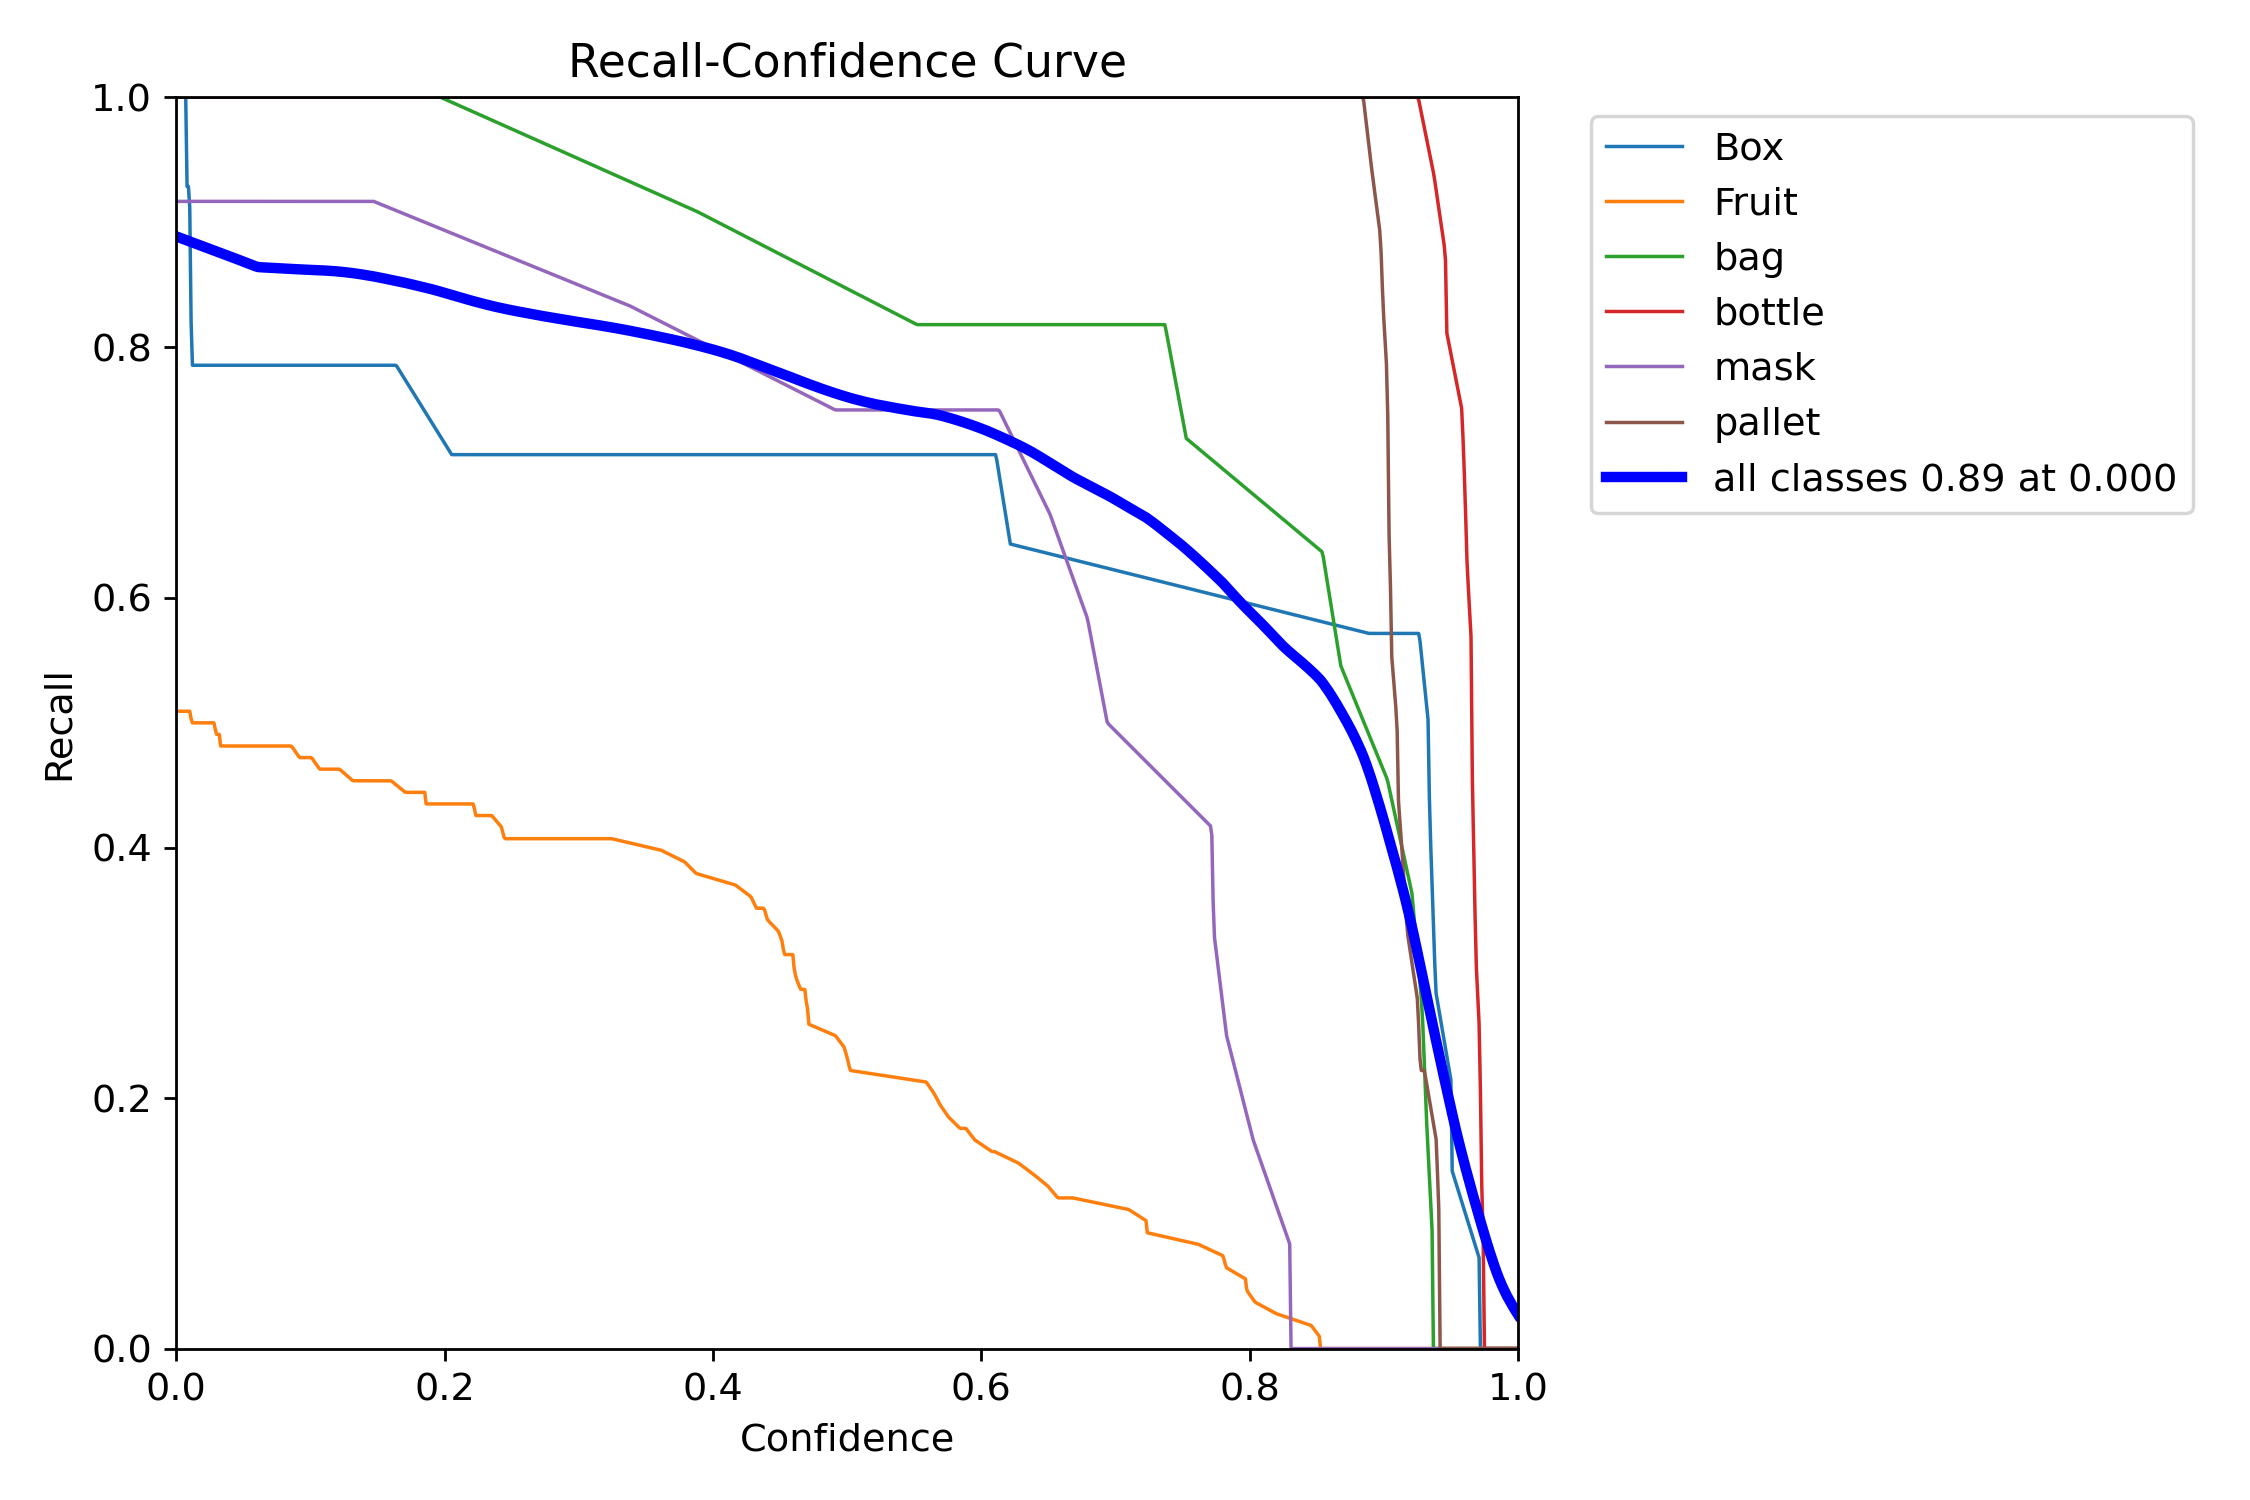 Recall-Confidence Curve
1.0
0.8
0.6
0.4
0.2
0.0
Recall
0.0 0.2 0.4 0.6 0.8 1.0
Confidence
Box
Fruit
bag
bottle
mask
pallet
all classes 0.89 at 0.000